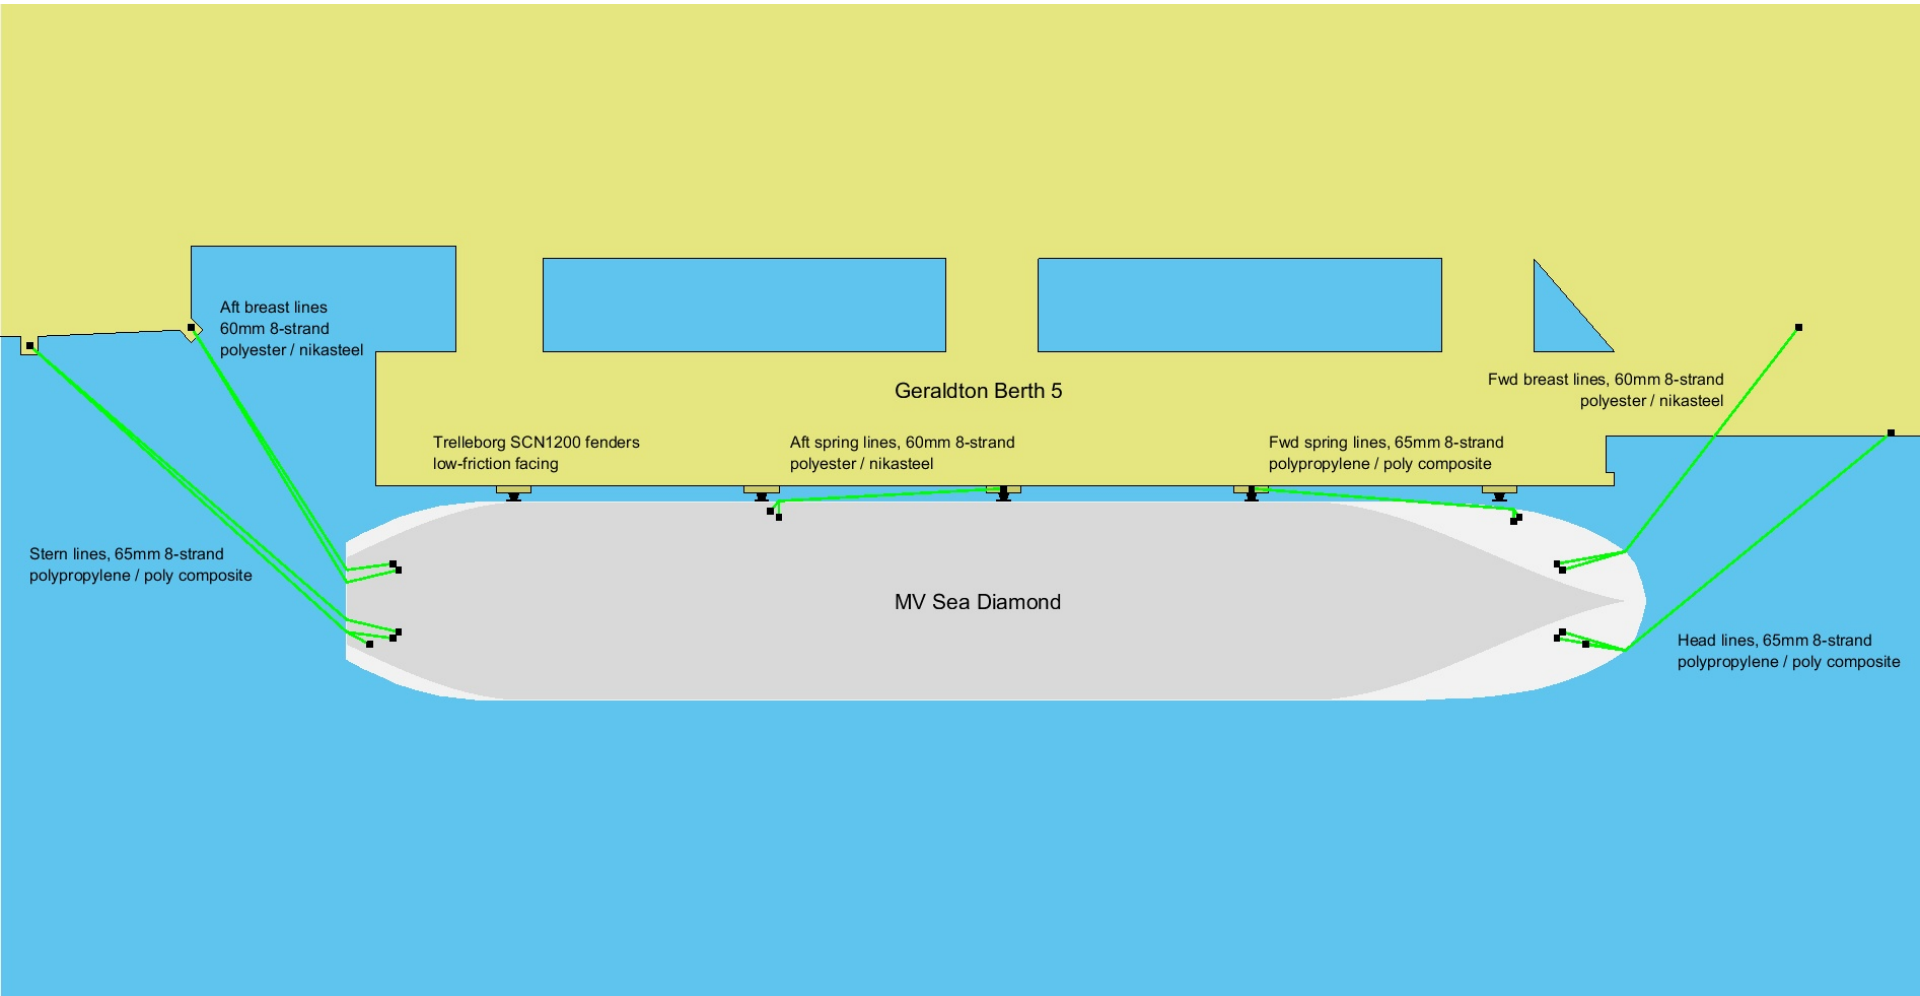 Aft breast lines
60mm 8-strand
polyester / nikasteel
Geraldton Berth 5
Fwd breast lines, 60mm 8-strand
polyester / nikasteel
Trelleborg SCN1200 fenders
low-friction facing
Aft spring lines, 60mm 8-strand
polyester / nikasteel
Fwd spring lines, 65mm 8-strand
polypropylene / poly composite
Stern lines, 65mm 8-strand
polypropylene / poly composite
MV Sea Diamond
Head lines, 65mm 8-strand
polypropylene / poly composite